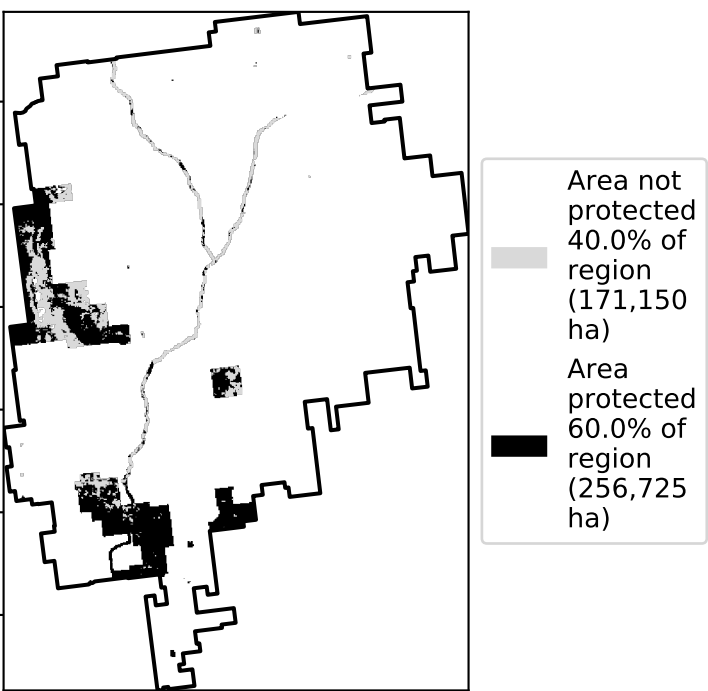 Area not
protected
40.0% of
region
(171,150
ha)
Area
protected
60.0% of
region
(256,725
ha)